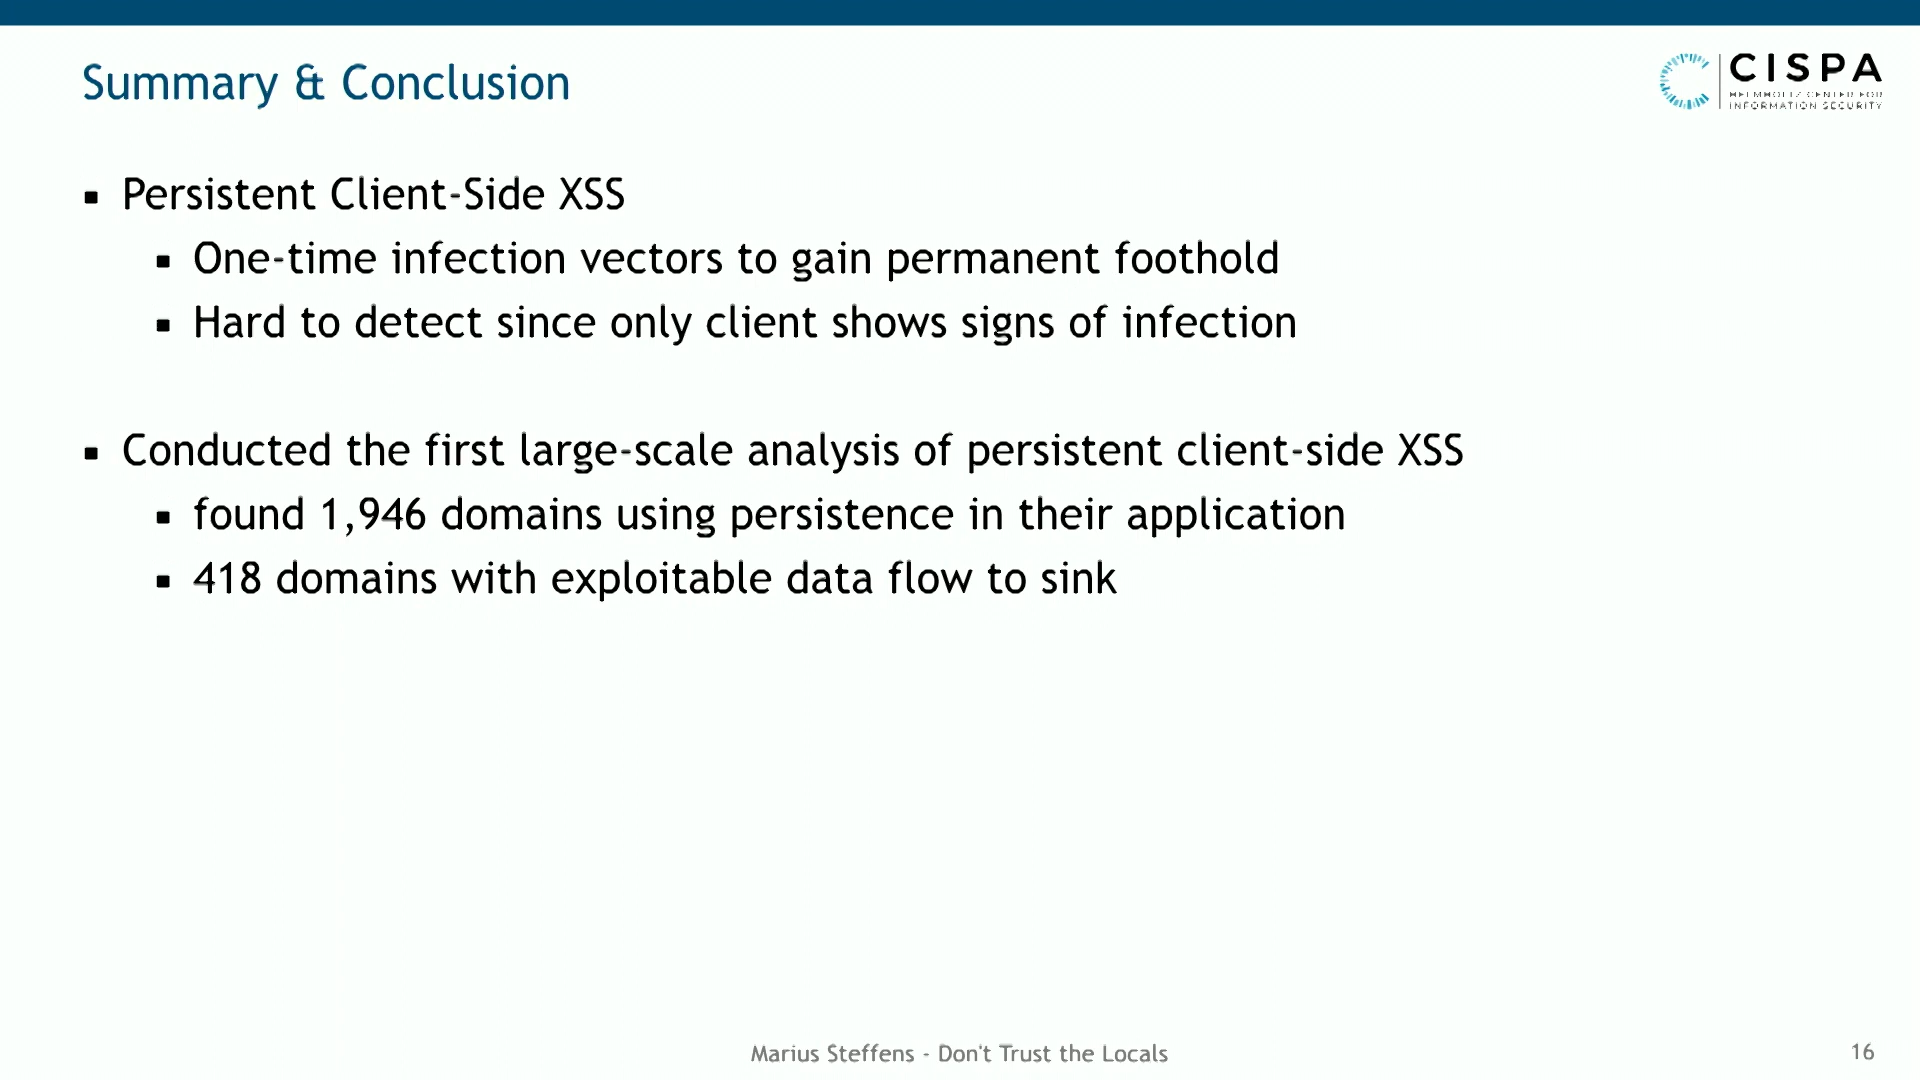 Summary & Conclusion
CISPA
HELMHOLTZ CENTER FOR
INFORMATION SECURITY
▪ Persistent Client-Side XSS
▪ One-time infection vectors to gain permanent foothold
▪ Hard to detect since only client shows signs of infection
▪ Conducted the first large-scale analysis of persistent client-side XSS
▪ found 1,946 domains using persistence in their application
▪ 418 domains with exploitable data flow to sink
Marius Steffens - Don't Trust the Locals
16